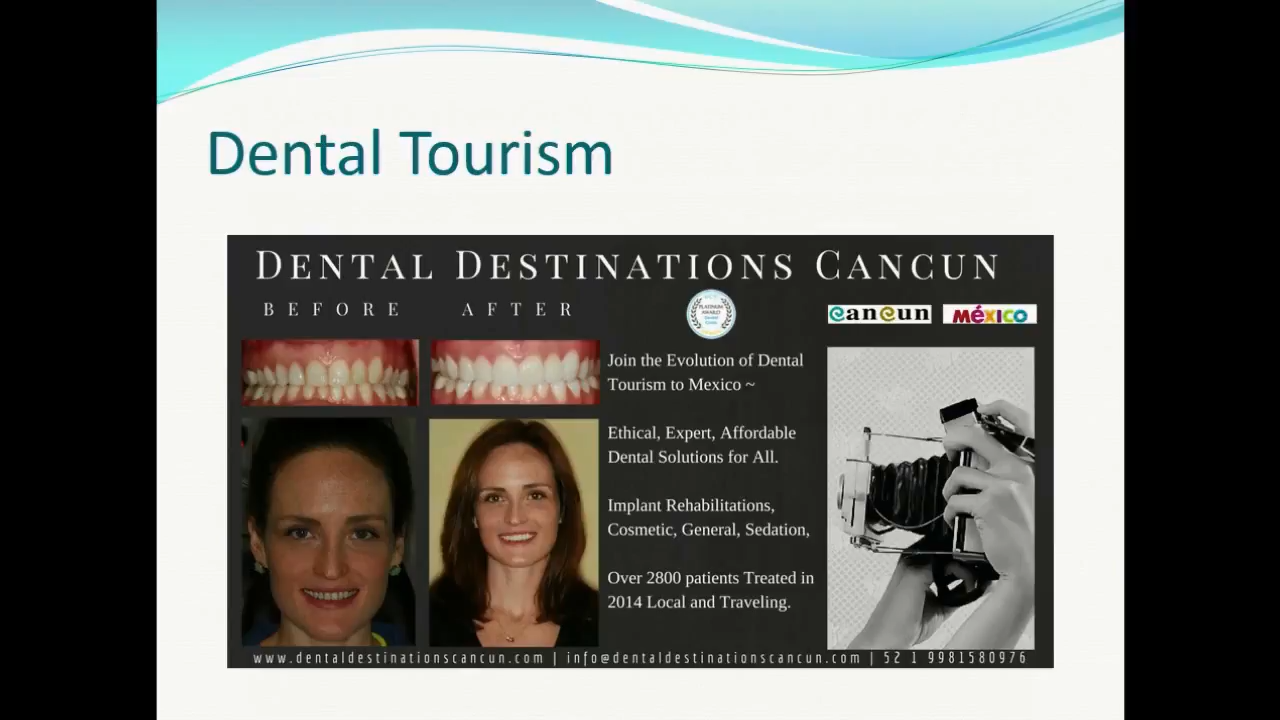 Dental Tourism
DENTAL DESTINATIONS CANCUN
BEFORE AFTER
PLATINUM
AWARD
cancun méxico
Join the Evolution of Dental
Tourism to Mexico ~
Ethical, Expert, Affordable
Dental Solutions for All.
Implant Rehabilitations,
Cosmetic, General, Sedation,
Over 2800 patients Treated in
2014 Local and Traveling.
www.dentaldestinationscancun.com | info@dentaldestinationscancun.com | 52 1 9981580976